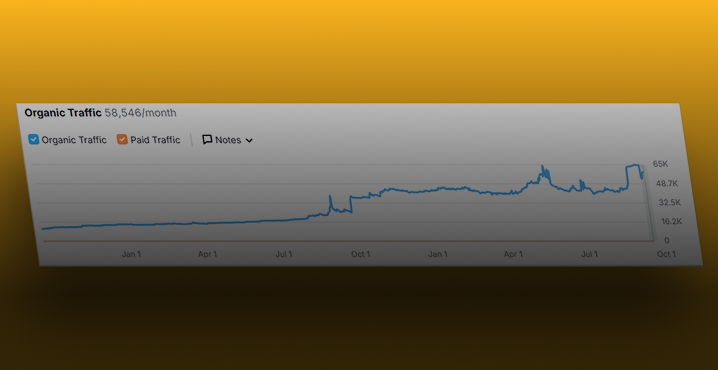 Organic Traffic 58,546/month
Organic Traffic Paid Traffic Notes
65K
48.7K
32.5K
16.2K
0
Jan 1 Apr 1 Jul 1 Oct 1 Jan 1 Apr 1 Jul 1 Oct 1